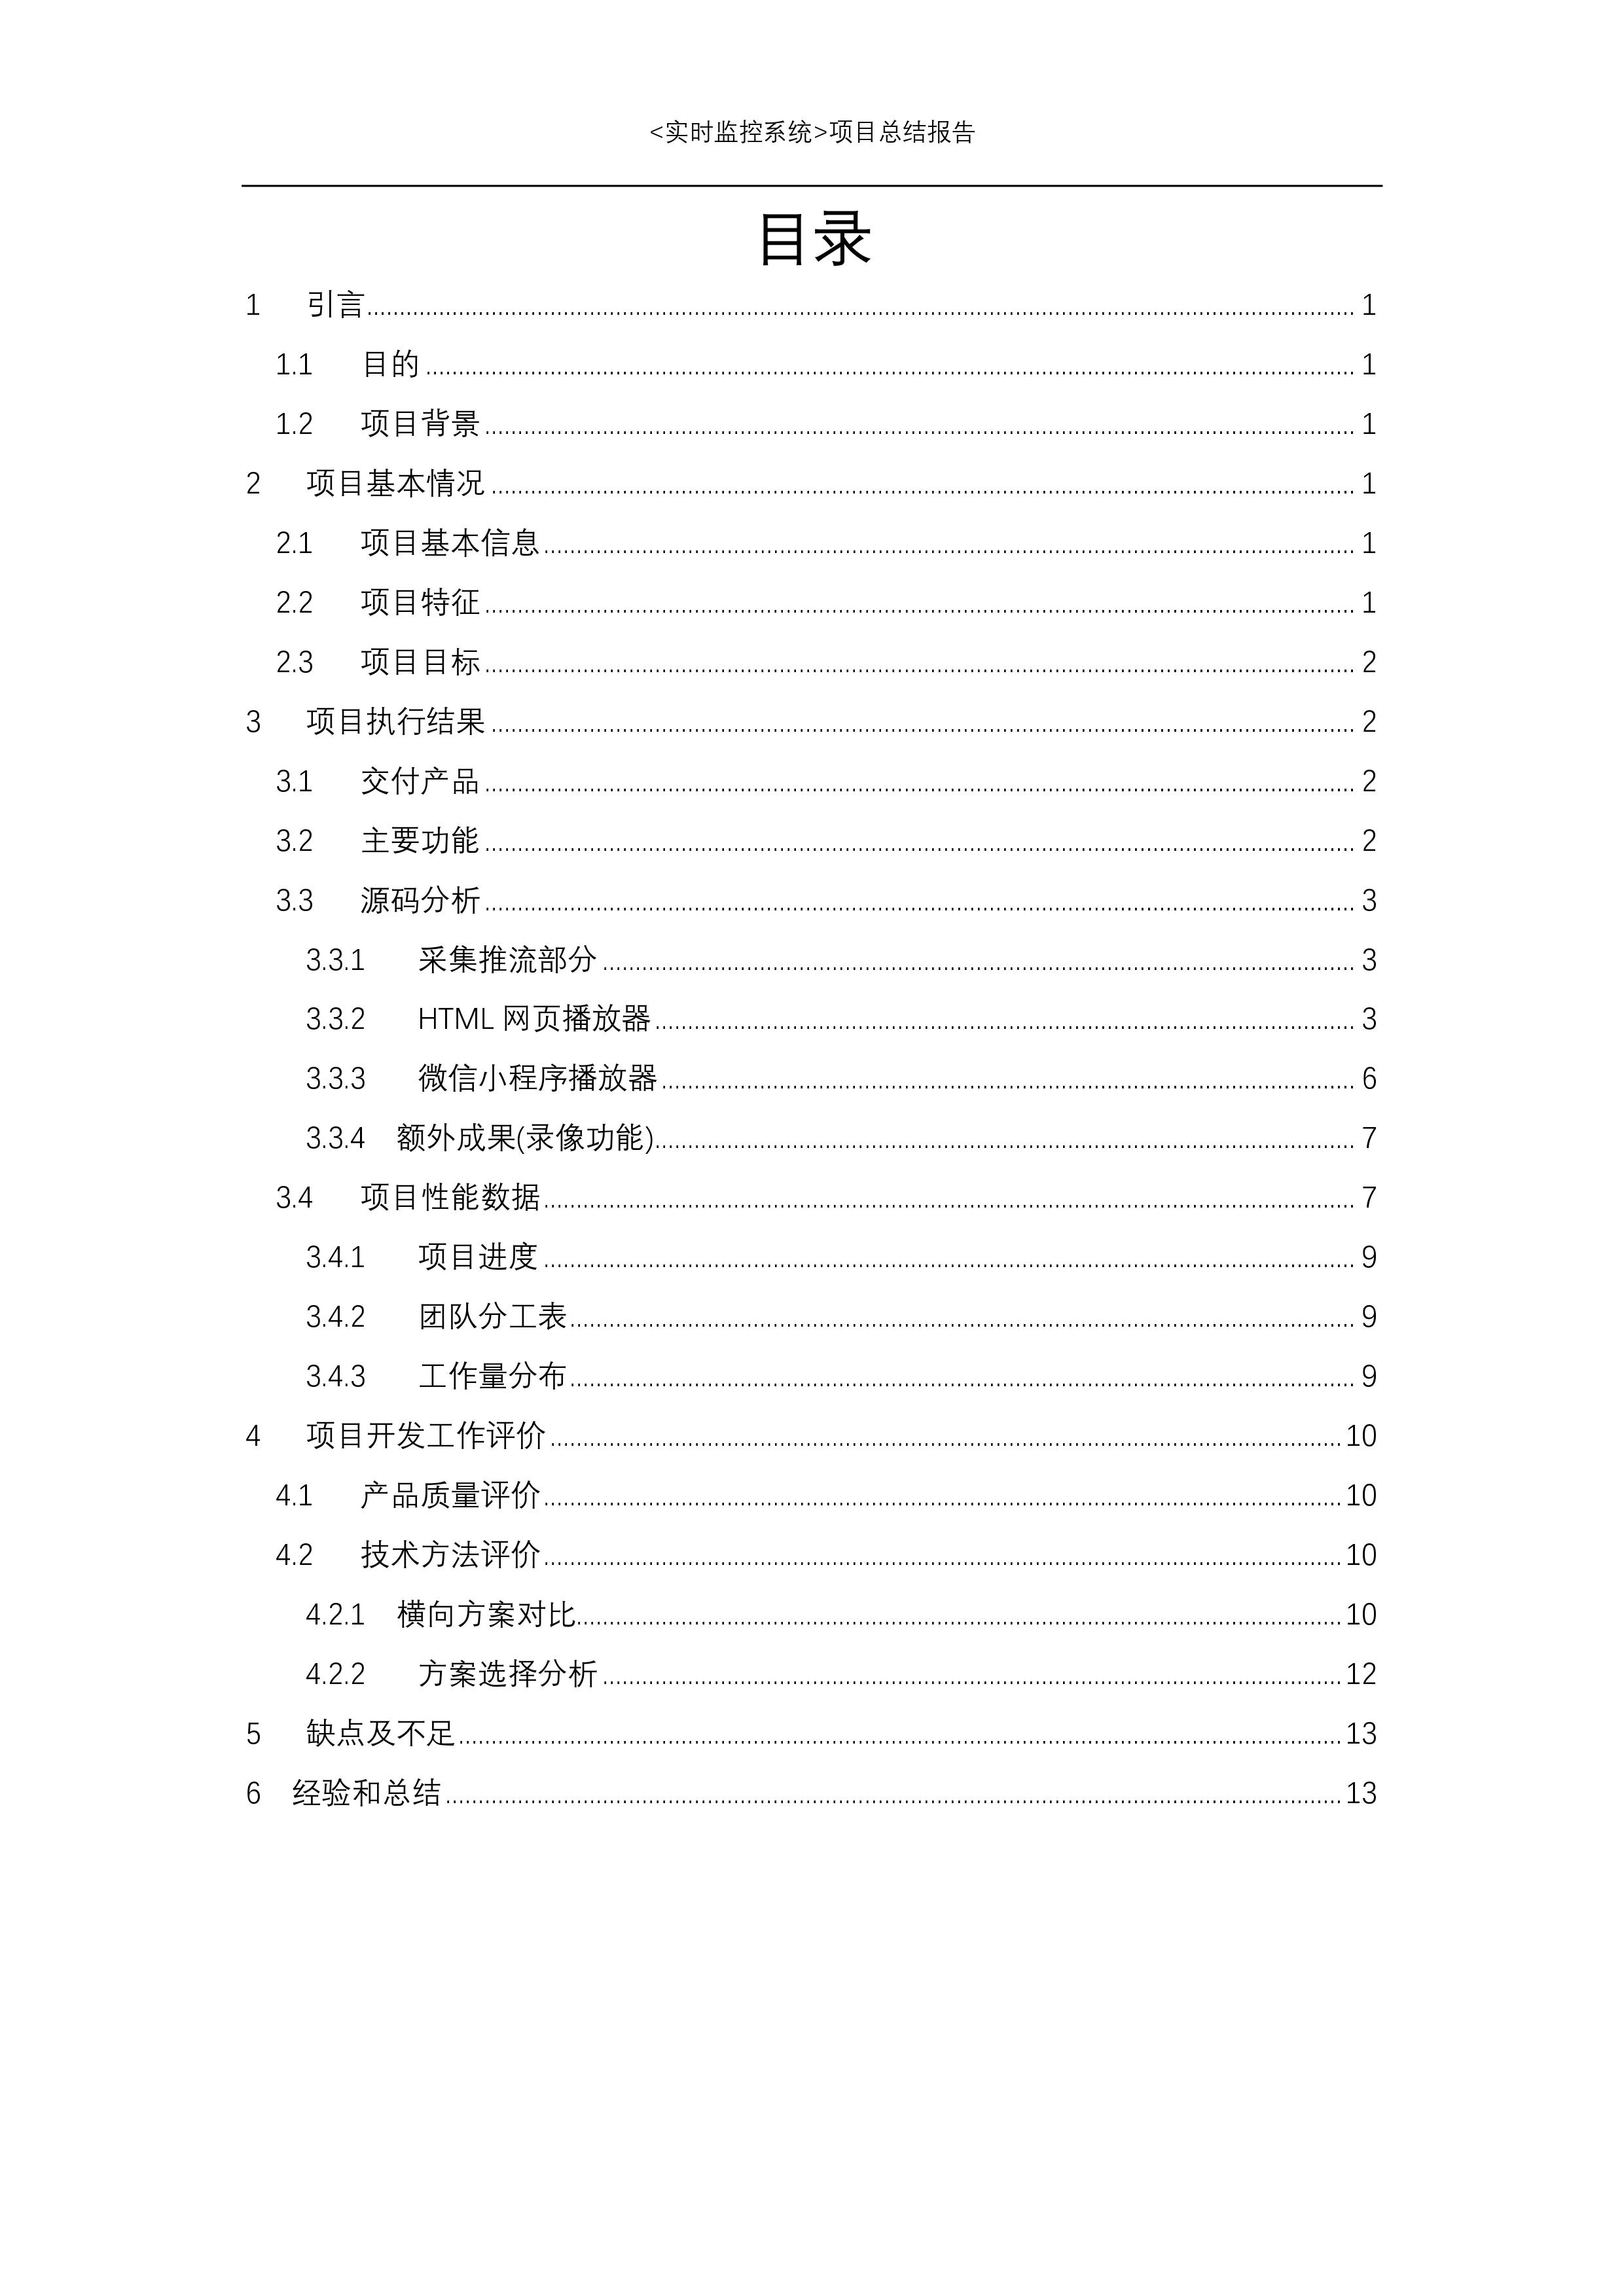 <实时监控系统>项目总结报告
目录
1 引言 1
1.1 目的 1
1.2 项目背景 1
2 项目基本情况 1
2.1 项目基本信息 1
2.2 项目特征 1
2.3 项目目标 2
3 项目执行结果 2
3.1 交付产品 2
3.2 主要功能 2
3.3 源码分析 3
3.3.1 采集推流部分 3
3.3.2 HTML 网页播放器 3
3.3.3 微信小程序播放器 6
3.3.4 额外成果(录像功能) 7
3.4 项目性能数据 7
3.4.1 项目进度 9
3.4.2 团队分工表 9
3.4.3 工作量分布 9
4 项目开发工作评价 10
4.1 产品质量评价 10
4.2 技术方法评价 10
4.2.1 横向方案对比 10
4.2.2 方案选择分析 12
5 缺点及不足 13
6 经验和总结 13